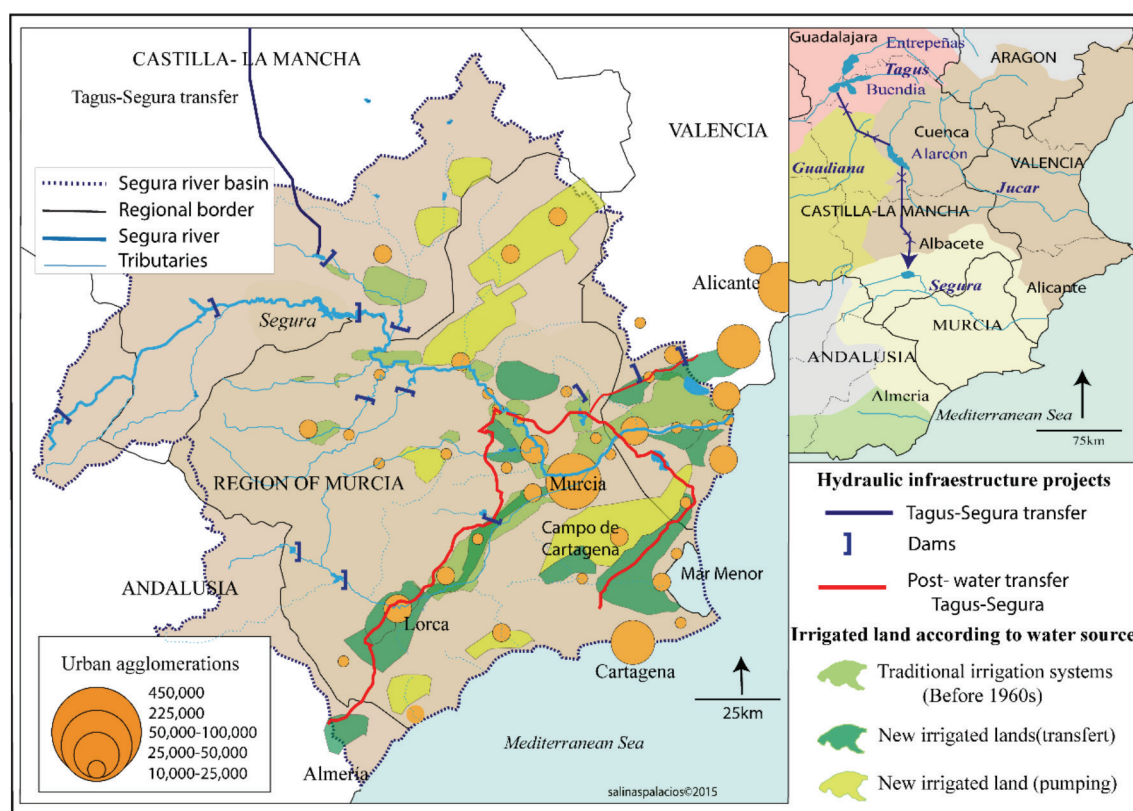 CASTILLA- LA MANCHA
Tagus-Segura transfer
VALENCIA
Segura river basin
Regional border
Segura river
Tributaries
Segura
Alicante
REGION OF MURCIA
Murcia
Campo de
Cartagena
Mar Menor
ANDALUSIA
Lorca
Cartagena
Urban agglomerations
450,000
225,000
50,000-100,000
25,000-50,000
10,000-25,000
25km
Mediterranean Sea
Almería
salinaspalacios©2015
Guadalajara
Entrepeñas
ARAGON
Tagus
Buendia
Cuenca
Alarcon
VALENCIA
Guadiana
Jucar
CASTILLA-LA MANCHA
Albacete
Segura
Alicante
MURCIA
ANDALUSIA
Almeria
Mediterranean Sea
75km
Hydraulic infraestructure projects
Tagus-Segura transfer
Dams
Post- water transfer
Tagus-Segura
Irrigated land according to water source
Traditional irrigation systems
(Before 1960s)
New irrigated lands(transfert)
New irrigated land (pumping)